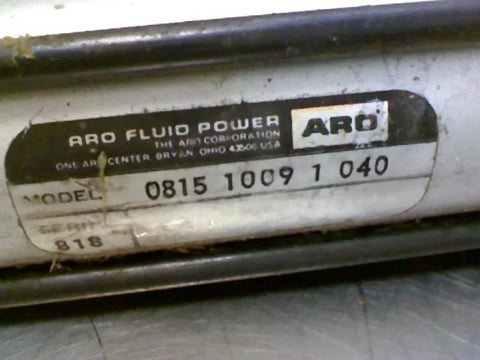 ARO FLUID POWER
ARO
THE ARO CORPORATION
ONE ARO CENTER BRYAN, OHIO 43506 USA
MODEL 0815 1009 1 040
SERIES
818